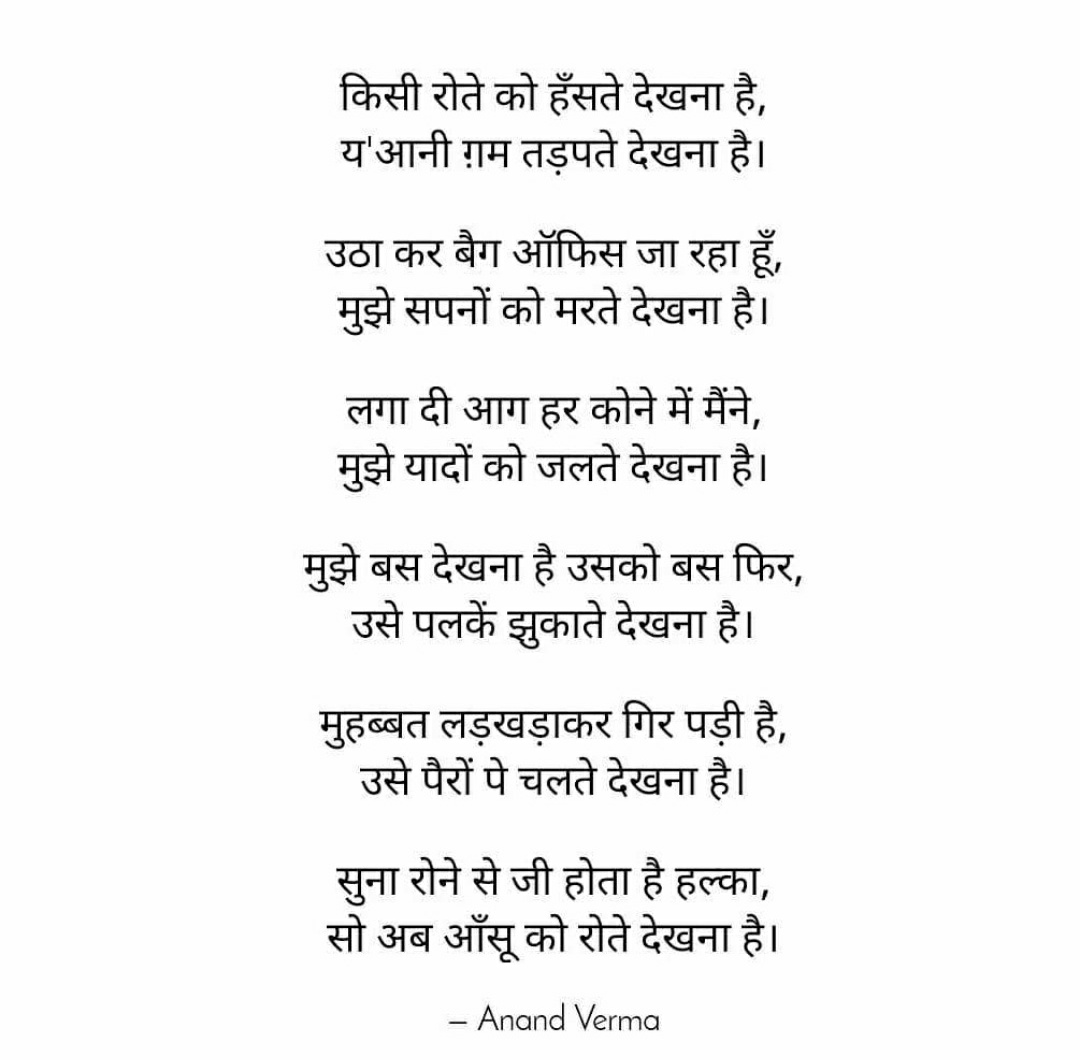 किसी रोते को हँसते देखना है,
य'आनी ग़म तड़पते देखना है।
उठा कर बैग ऑफिस जा रहा हूँ,
मुझे सपनों को मरते देखना है।
लगा दी आग हर कोने में मैंने,
मुझे यादों को जलते देखना है।
मुझे बस देखना है उसको बस फिर,
उसे पलकें झुकाते देखना है।
मुहब्बत लड़खड़ाकर गिर पड़ी है,
उसे पैरों पे चलते देखना है।
सुना रोने से जी होता है हल्का,
सो अब आँसू को रोते देखना है।
– Anand Verma